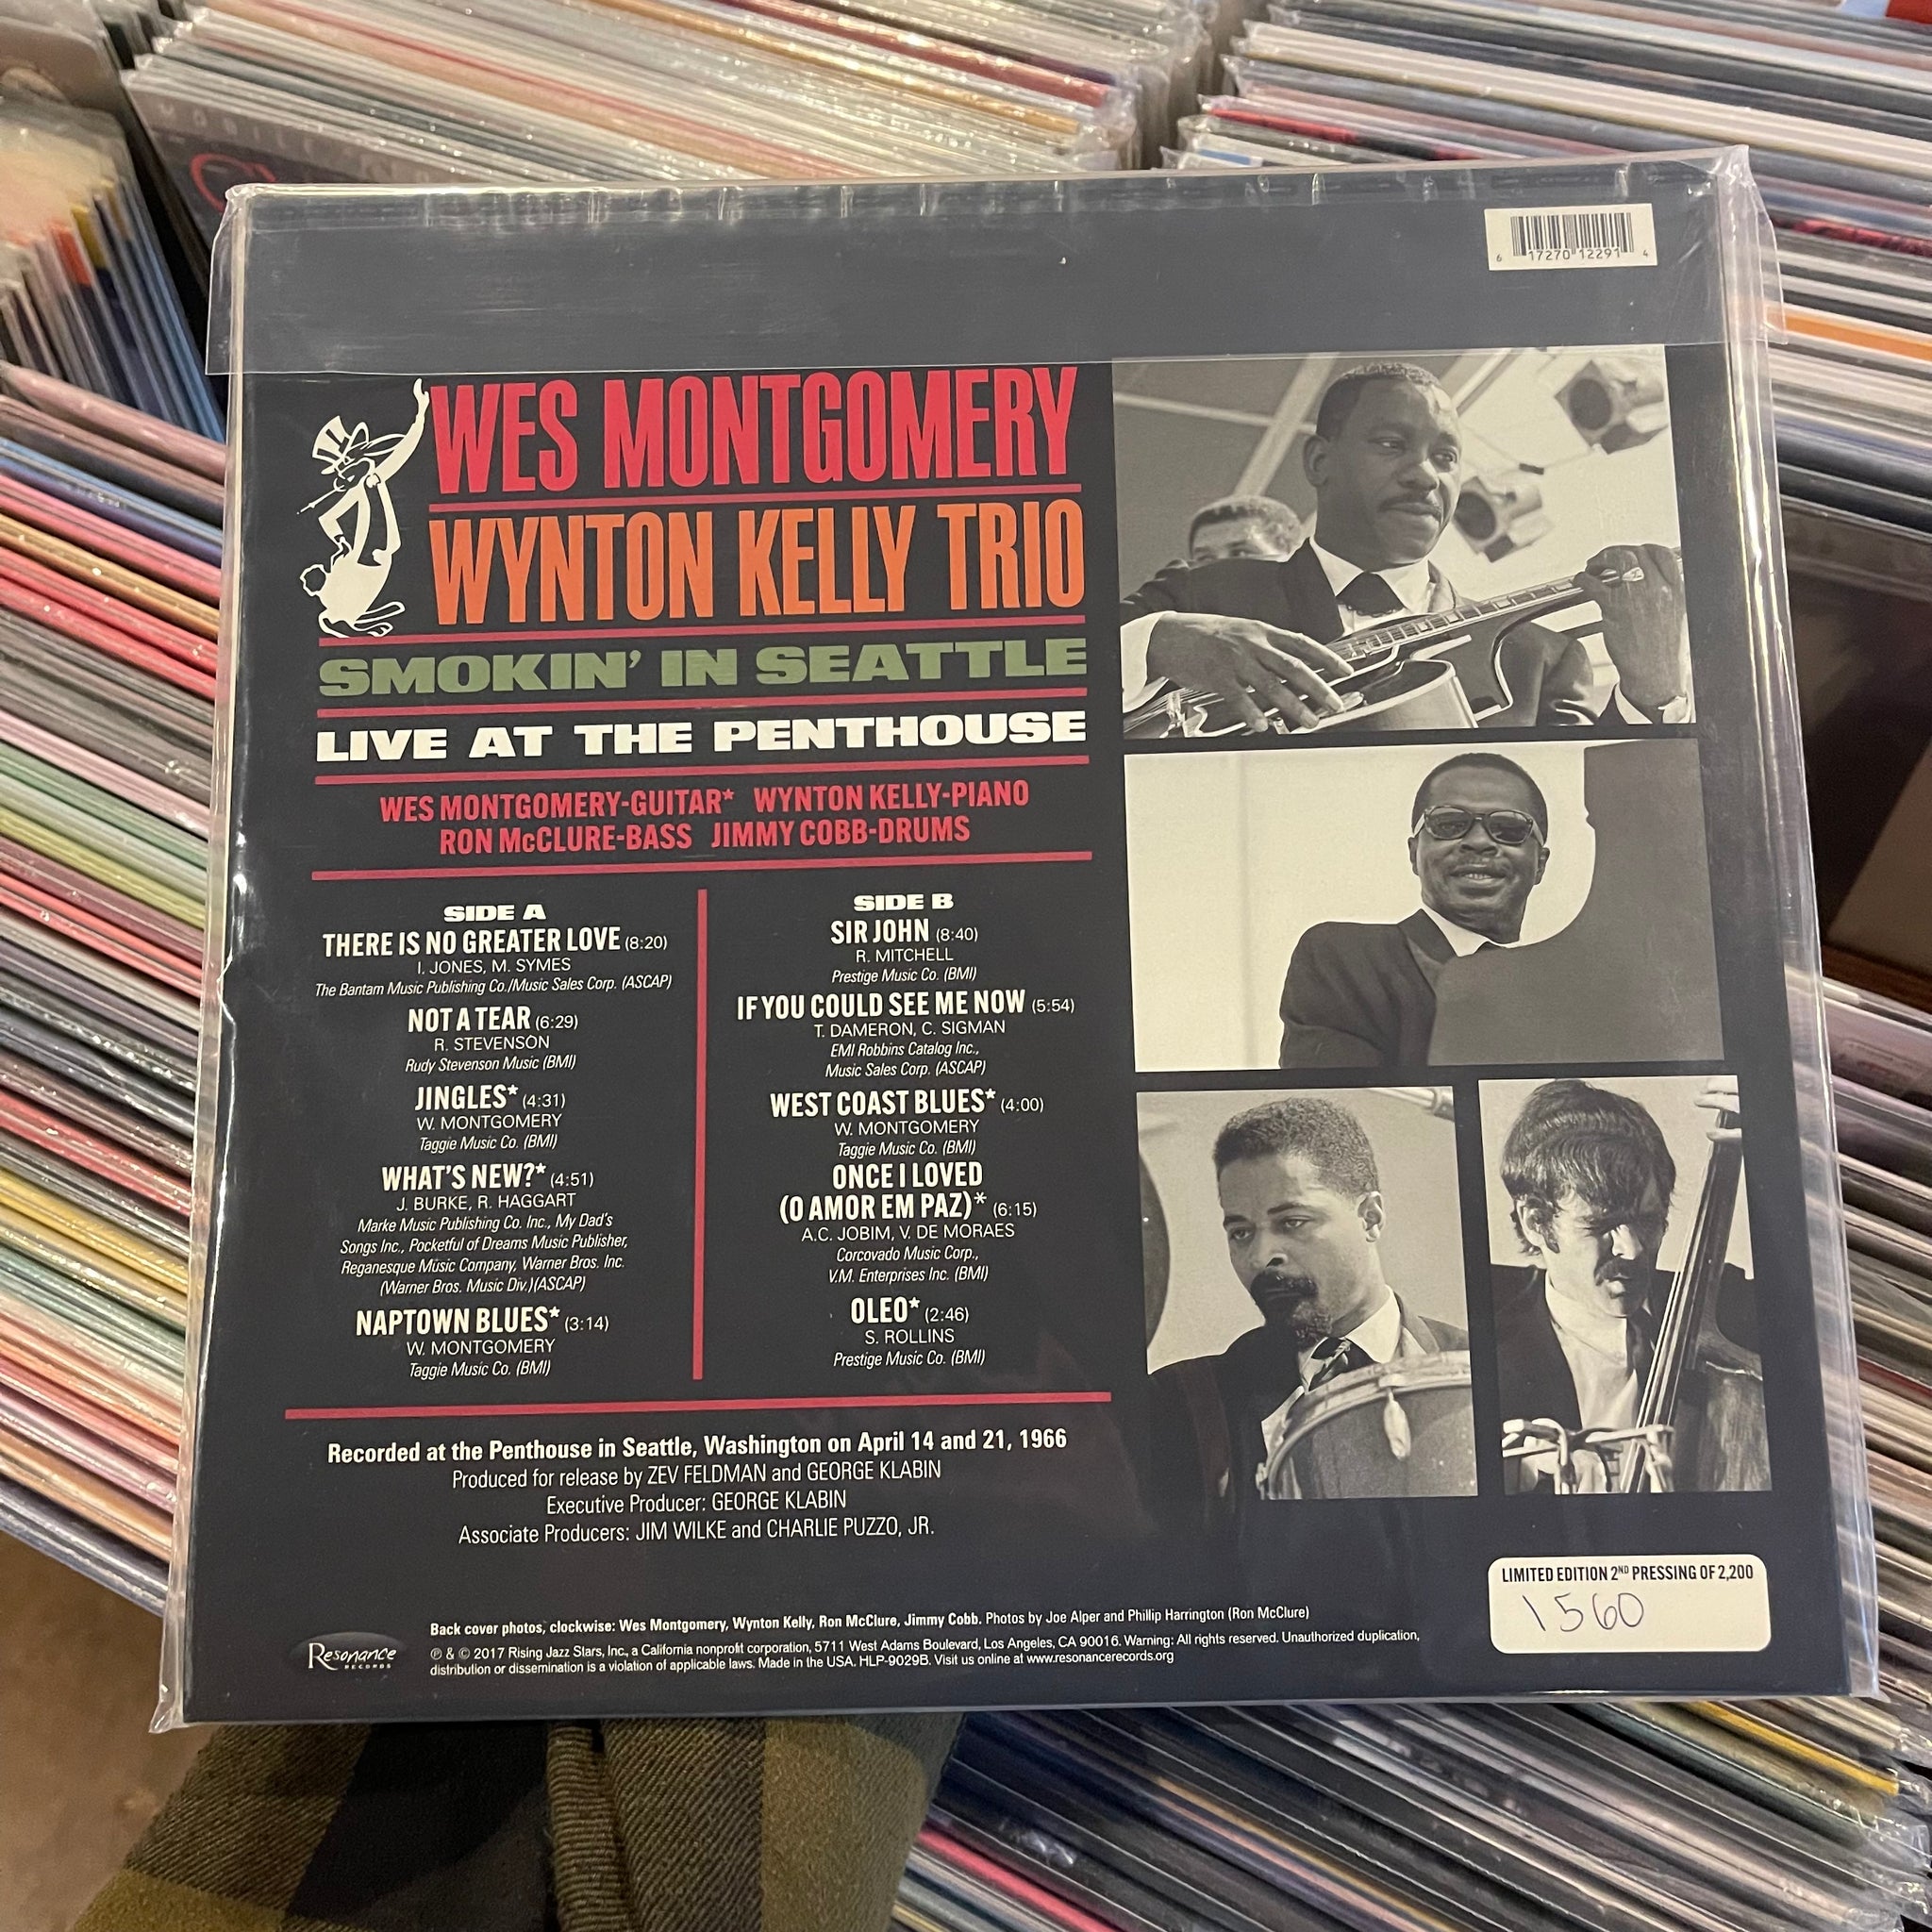 6 17270 12291 4
WES MONTGOMERY
WYNTON KELLY TRIO
SMOKIN' IN SEATTLE
LIVE AT THE PENTHOUSE
WES MONTGOMERY-GUITAR* WYNTON KELLY-PIANO
RON McCLURE-BASS JIMMY COBB-DRUMS
SIDE A
THERE IS NO GREATER LOVE (8:20)
I. JONES, M. SYMES
The Bantam Music Publishing Co./Music Sales Corp. (ASCAP)
NOT A TEAR (6:29)
R. STEVENSON
Rudy Stevenson Music (BMI)
JINGLES* (4:31)
W. MONTGOMERY
Taggie Music Co. (BMI)
WHAT'S NEW?* (4:51)
J. BURKE, R. HAGGART
Marke Music Publishing Co. Inc., My Dad's
Songs Inc., Pocketful of Dreams Music Publisher,
Reganesque Music Company, Warner Bros. Inc.
(Warner Bros. Music Div.)(ASCAP)
NAPTOWN BLUES* (3:14)
W. MONTGOMERY
Taggie Music Co. (BMI)
SIDE B
SIR JOHN (8:40)
R. MITCHELL
Prestige Music Co. (BMI)
IF YOU COULD SEE ME NOW (5:54)
T. DAMERON, C. SIGMAN
EMI Robbins Catalog Inc.,
Music Sales Corp. (ASCAP)
WEST COAST BLUES* (4:00)
W. MONTGOMERY
Taggie Music Co. (BMI)
ONCE I LOVED
(O AMOR EM PAZ)* (6:15)
A.C. JOBIM, V. DE MORAES
Corcovado Music Corp.,
V.M. Enterprises Inc. (BMI)
OLEO* (2:46)
S. ROLLINS
Prestige Music Co. (BMI)
Recorded at the Penthouse in Seattle, Washington on April 14 and 21, 1966
Produced for release by ZEV FELDMAN and GEORGE KLABIN
Executive Producer: GEORGE KLABIN
Associate Producers: JIM WILKE and CHARLIE PUZZO, JR.
LIMITED EDITION 2ND PRESSING OF 2,200
1560
Back cover photos, clockwise: Wes Montgomery, Wynton Kelly, Ron McClure, Jimmy Cobb. Photos by Joe Alper and Phillip Harrington (Ron McClure)
Resonance
RECORDS
℗ & © 2017 Rising Jazz Stars, Inc., a California nonprofit corporation, 5711 West Adams Boulevard, Los Angeles, CA 90016. Warning: All rights reserved. Unauthorized duplication,
distribution or dissemination is a violation of applicable laws. Made in the USA. HLP-9029B. Visit us online at www.resonancerecords.org